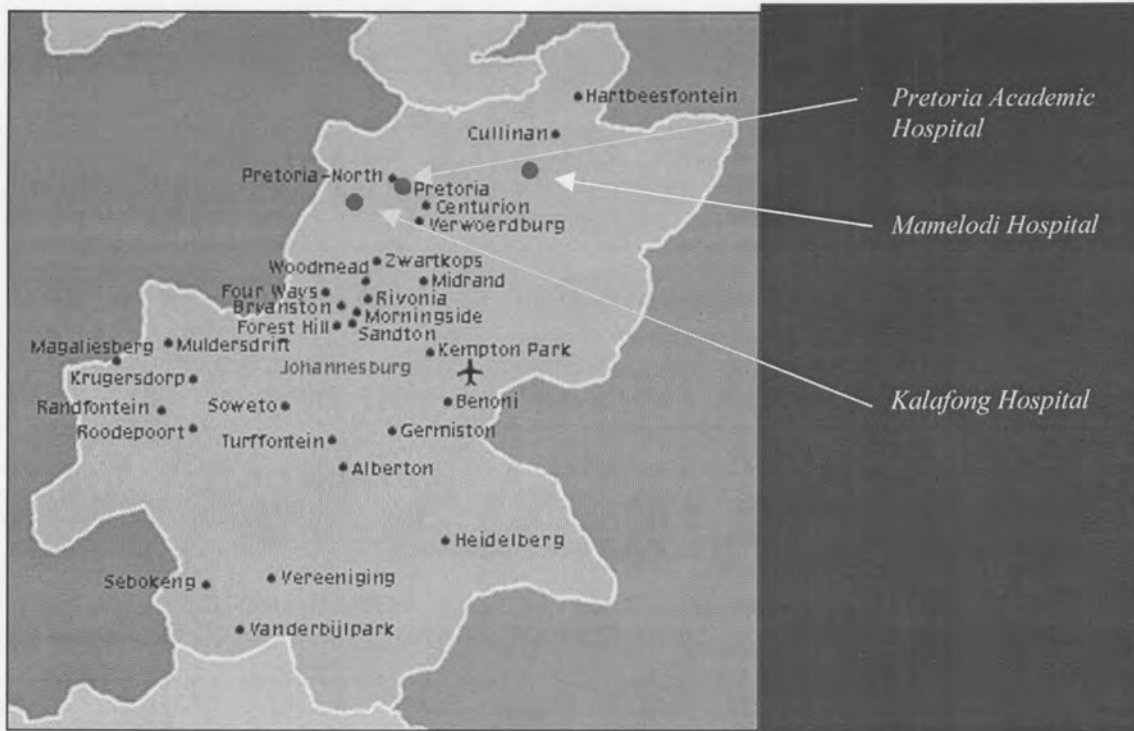 Hartbeesfontein
Cullinan
Pretoria-North
Pretoria
Centurion
Verwoerdburg
Zwartkops
Woodmead
Midrand
Four Ways
Rivonia
Bryanston
Morningside
Forest Hill
Sandton
Magaliesberg
Muldersdrift
Kempton Park
Johannesburg
Krugersdorp
Randfontein
Soweto
Benoni
Roodepoort
Turffontein
Germiston
Alberton
Heidelberg
Sebokeng
Vereeniging
Vanderbijlpark
Pretoria Academic
Hospital
Mamelodi Hospital
Kalafong Hospital